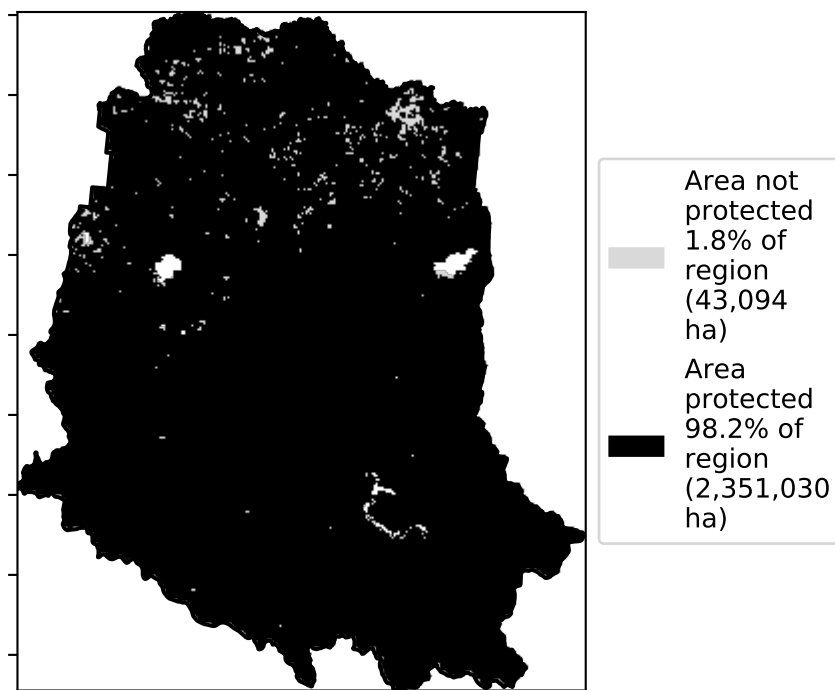 Area not
protected
1.8% of
region
(43,094
ha)
Area
protected
98.2% of
region
(2,351,030
ha)